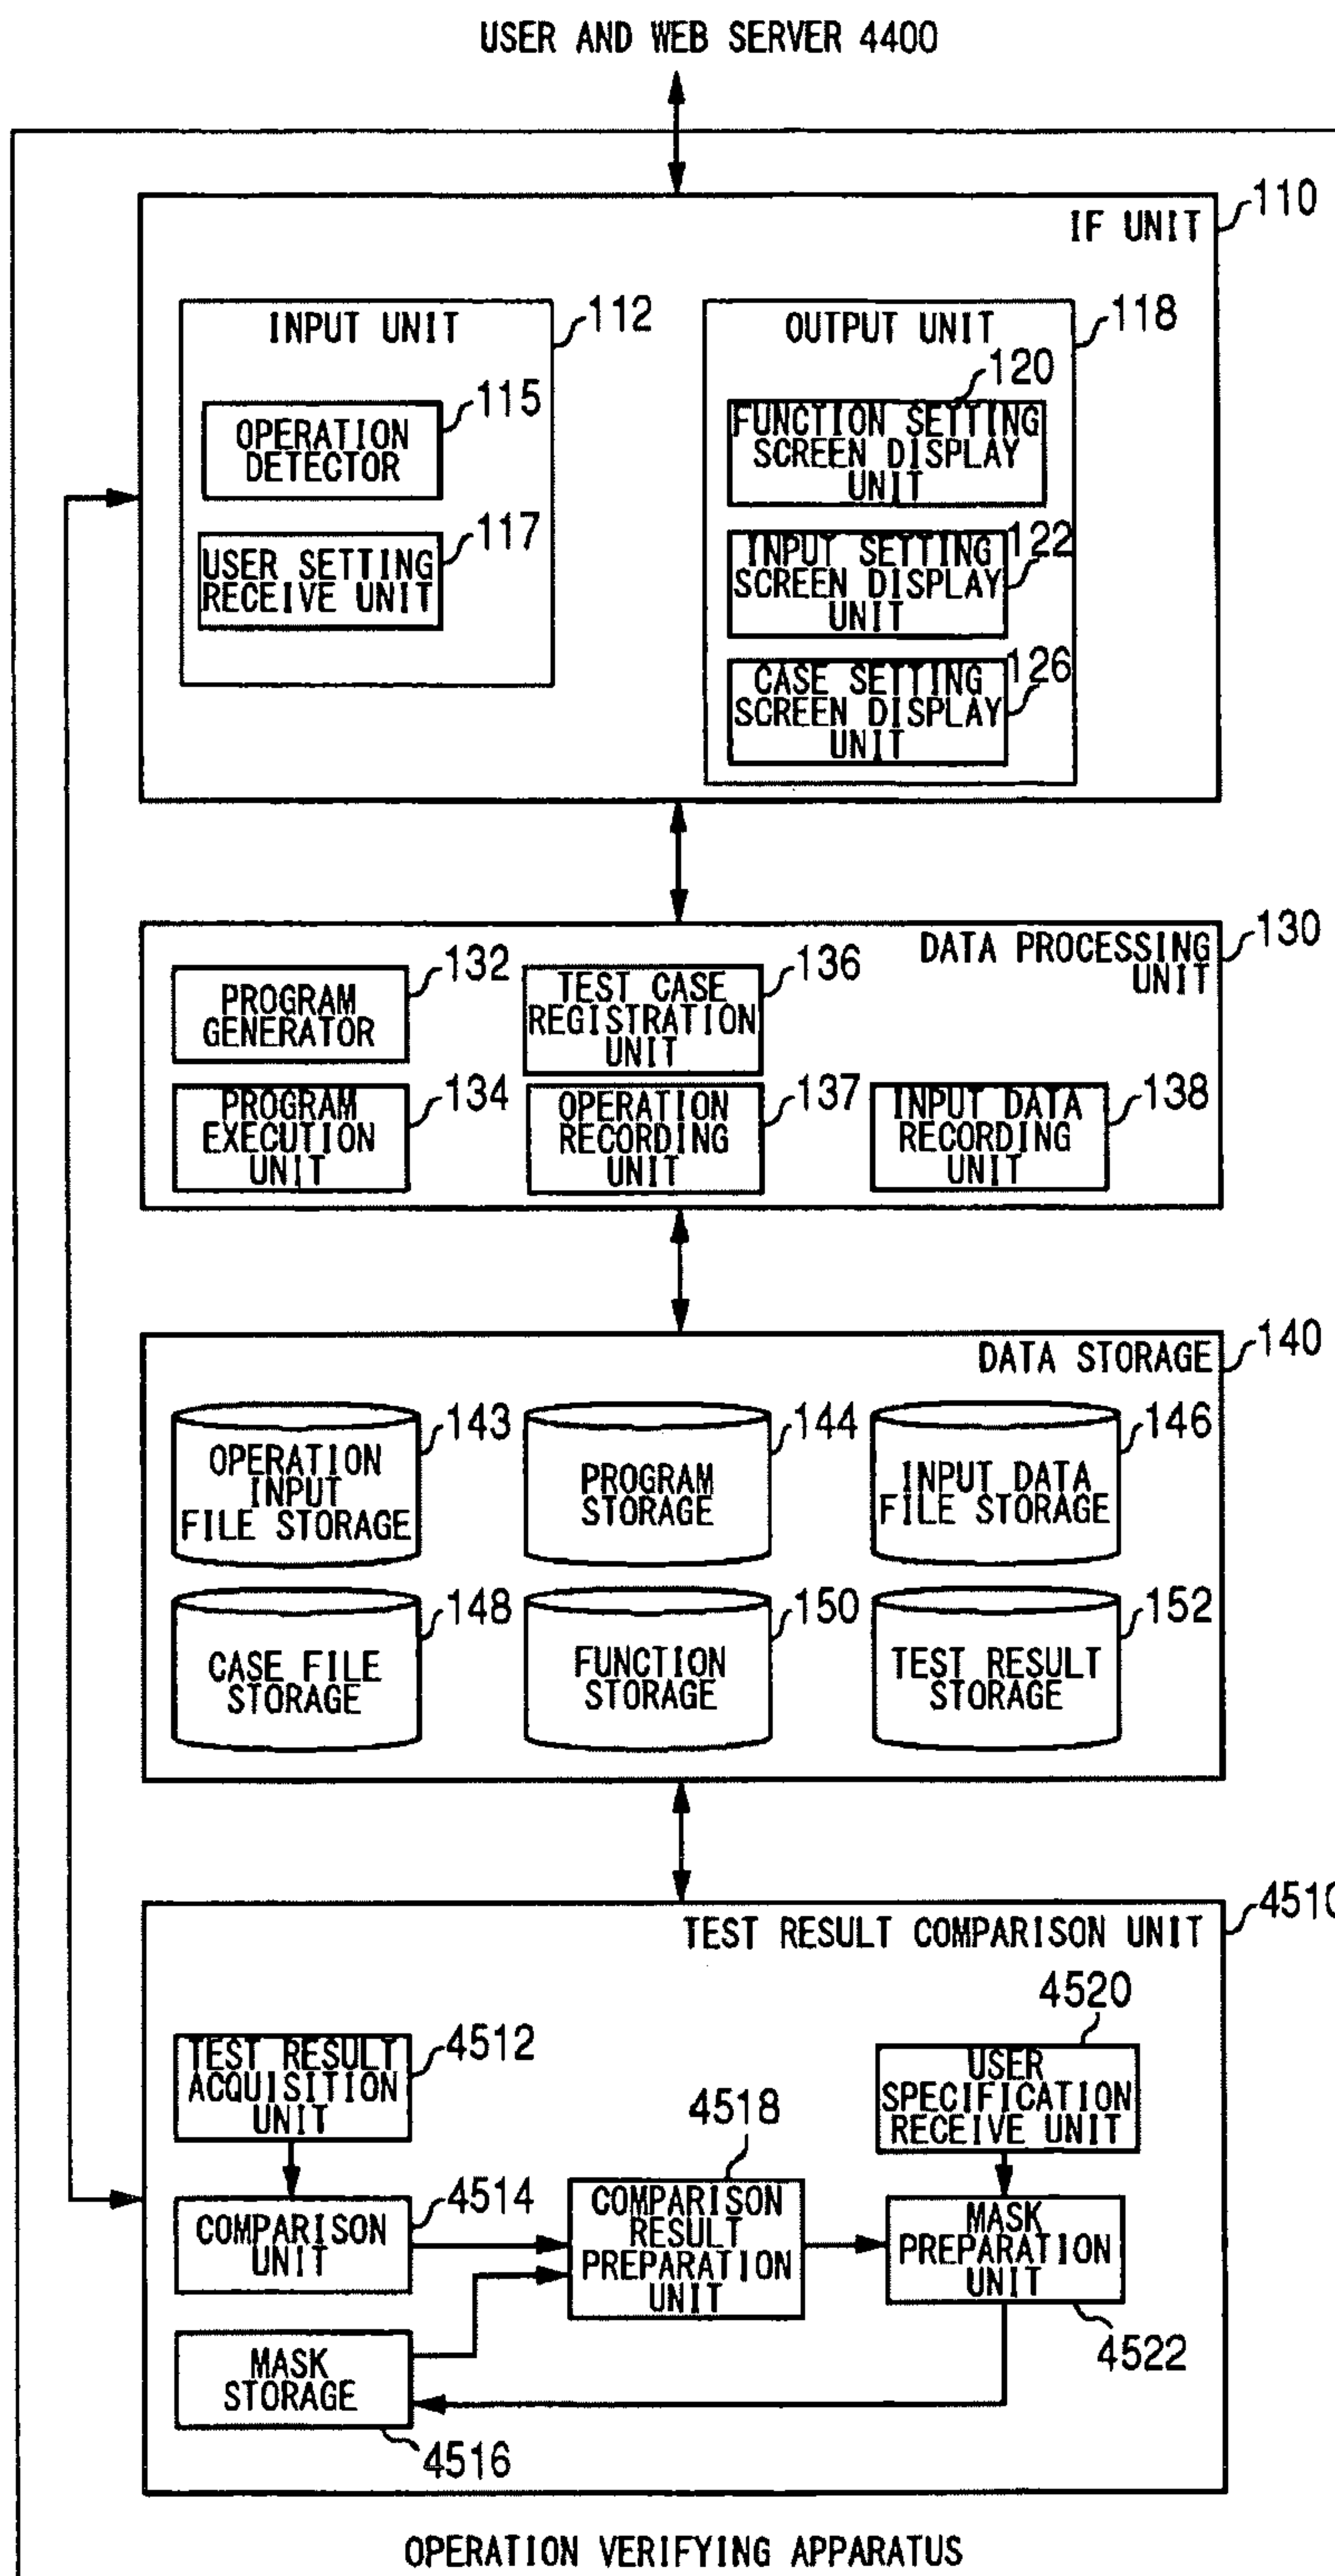 USER AND WEB SERVER 4400
IF UNIT
110
INPUT UNIT
112
OPERATION
DETECTOR
115
USER SETTING
RECEIVE UNIT
117
OUTPUT UNIT
118
120
FUNCTION SETTING
SCREEN DISPLAY
UNIT
INPUT SETTING
SCREEN DISPLAY
UNIT
122
CASE SETTING
SCREEN DISPLAY
UNIT
126
DATA PROCESSING
UNIT
130
PROGRAM
GENERATOR
132
TEST CASE
REGISTRATION
UNIT
136
PROGRAM
EXECUTION
UNIT
134
OPERATION
RECORDING
UNIT
137
INPUT DATA
RECORDING
UNIT
138
DATA STORAGE
140
OPERATION
INPUT
FILE STORAGE
143
PROGRAM
STORAGE
144
INPUT DATA
FILE STORAGE
146
CASE FILE
STORAGE
148
FUNCTION
STORAGE
150
TEST RESULT
STORAGE
152
TEST RESULT COMPARISON UNIT
4510
TEST RESULT
ACQUISITION
UNIT
4512
4520
USER
SPECIFICATION
RECEIVE UNIT
COMPARISON
UNIT
4514
4518
COMPARISON
RESULT
PREPARATION
UNIT
MASK
PREPARATION
UNIT
4522
MASK
STORAGE
4516
OPERATION VERIFYING APPARATUS